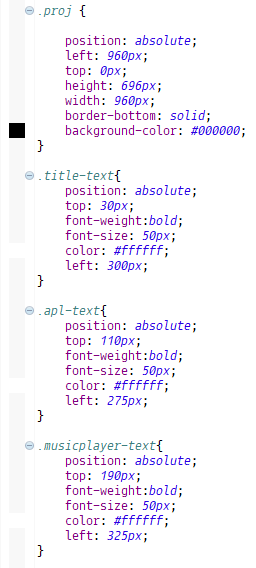 .proj {
position: absolute;
left: 960px;
top: 0px;
height: 696px;
width: 960px;
border-bottom: solid;
background-color: #000000;
}
.title-text{
position: absolute;
top: 30px;
font-weight:bold;
font-size: 50px;
color: #ffffff;
left: 300px;
}
.apl-text{
position: absolute;
top: 110px;
font-weight:bold;
font-size: 50px;
color: #ffffff;
left: 275px;
}
.musicplayer-text{
position: absolute;
top: 190px;
font-weight:bold;
font-size: 50px;
color: #ffffff;
left: 325px;
}